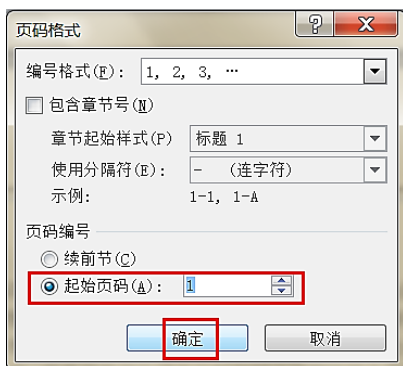 页码格式
编号格式(F): 1, 2, 3, …
包含章节号(N)
章节起始样式(P) 标题 1
使用分隔符(E): - (连字符)
示例: 1-1, 1-A
页码编号
续前节(C)
起始页码(A): 1
确定 取消